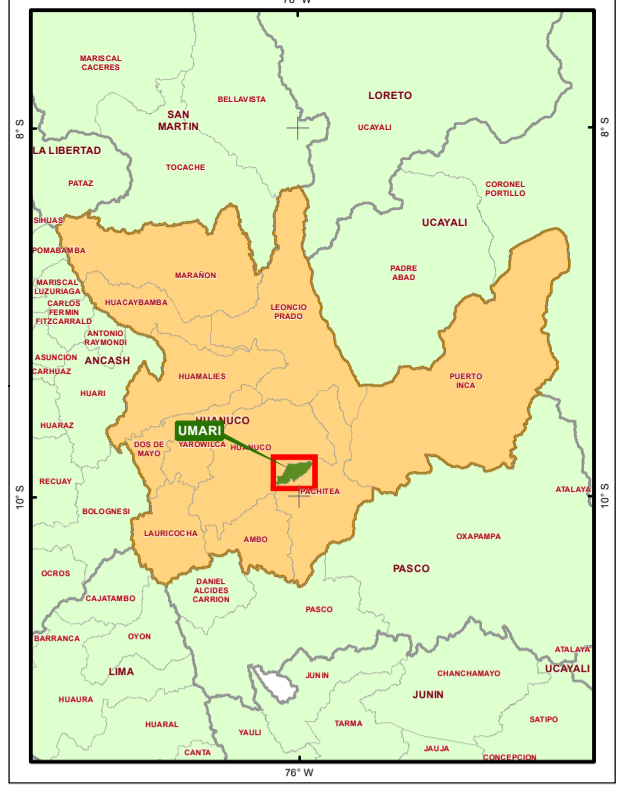 76° W
MARISCAL
CACERES
BELLAVISTA
LORETO
SAN
MARTIN
UCAYALI
8° S
8° S
LA LIBERTAD
TOCACHE
PATAZ
CORONEL
PORTILLO
SIHUAS
UCAYALI
POMABAMBA
MARAÑON
PADRE
ABAD
MARISCAL
LUZURIAGA
HUACAYBAMBA
CARLOS
FERMIN
FITZCARRALD
LEONCIO
PRADO
ANTONIO
RAYMONDI
ASUNCION
ANCASH
CARHUAZ
HUAMALIES
PUERTO
INCA
HUARI
HUARAZ
HUANUCO
UMARI
DOS DE
MAYO
YAROWILCA
HUANUCO
RECUAY
PACHITEA
ATALAYA
10° S
10° S
BOLOGNESI
LAURICOCHA
AMBO
OXAPAMPA
OCROS
PASCO
DANIEL
ALCIDES
CARRION
CAJATAMBO
PASCO
BARRANCA
OYON
ATALAYA
UCAYALI
LIMA
JUNIN
CHANCHAMAYO
JUNIN
HUAURA
HUARAL
YAULI
TARMA
SATIPO
CANTA
JAUJA
CONCEPCION
76° W